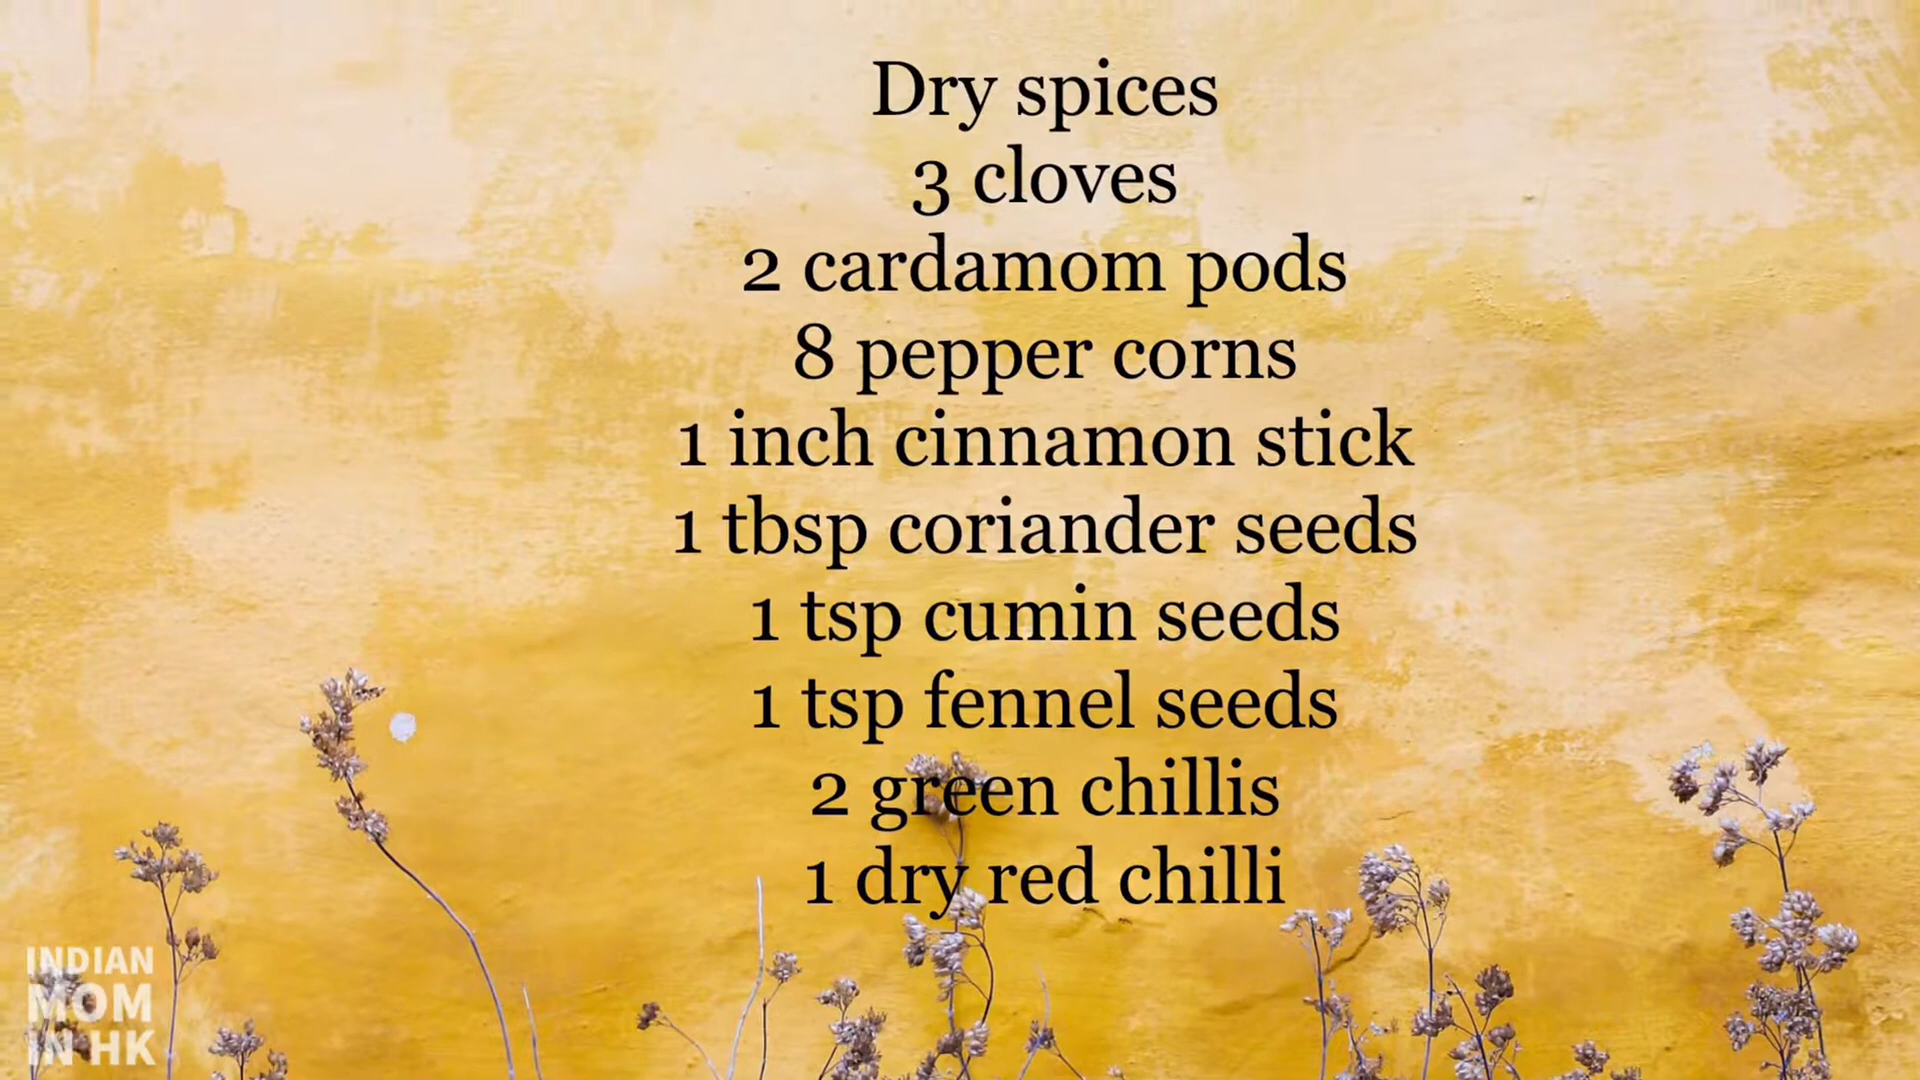 Dry spices
3 cloves
2 cardamom pods
8 pepper corns
1 inch cinnamon stick
1 tbsp coriander seeds
1 tsp cumin seeds
1 tsp fennel seeds
2 green chillis
1 dry red chilli
INDIAN
MOM
IN HK